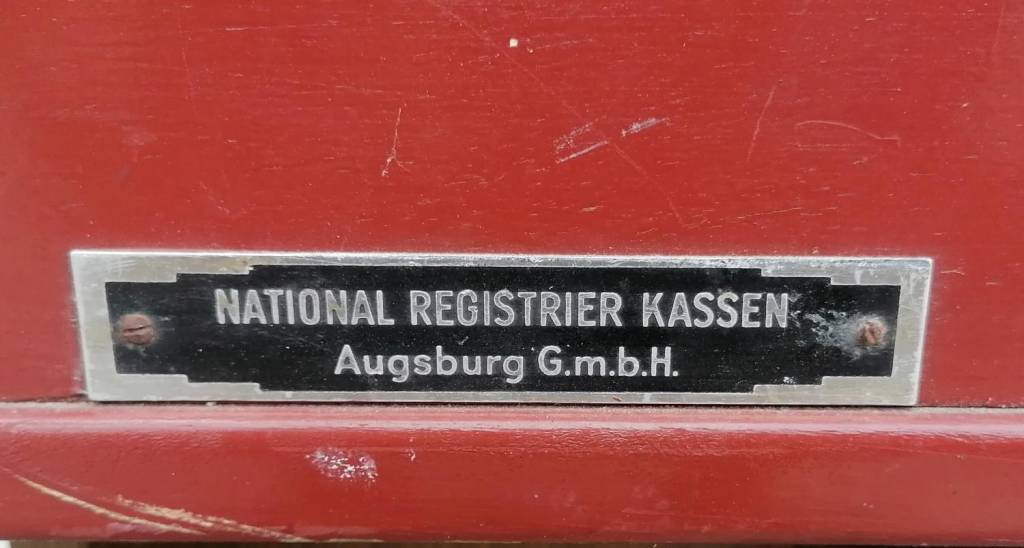 NATIONAL REGISTRIER KASSEN
Augsburg G.m.b.H.